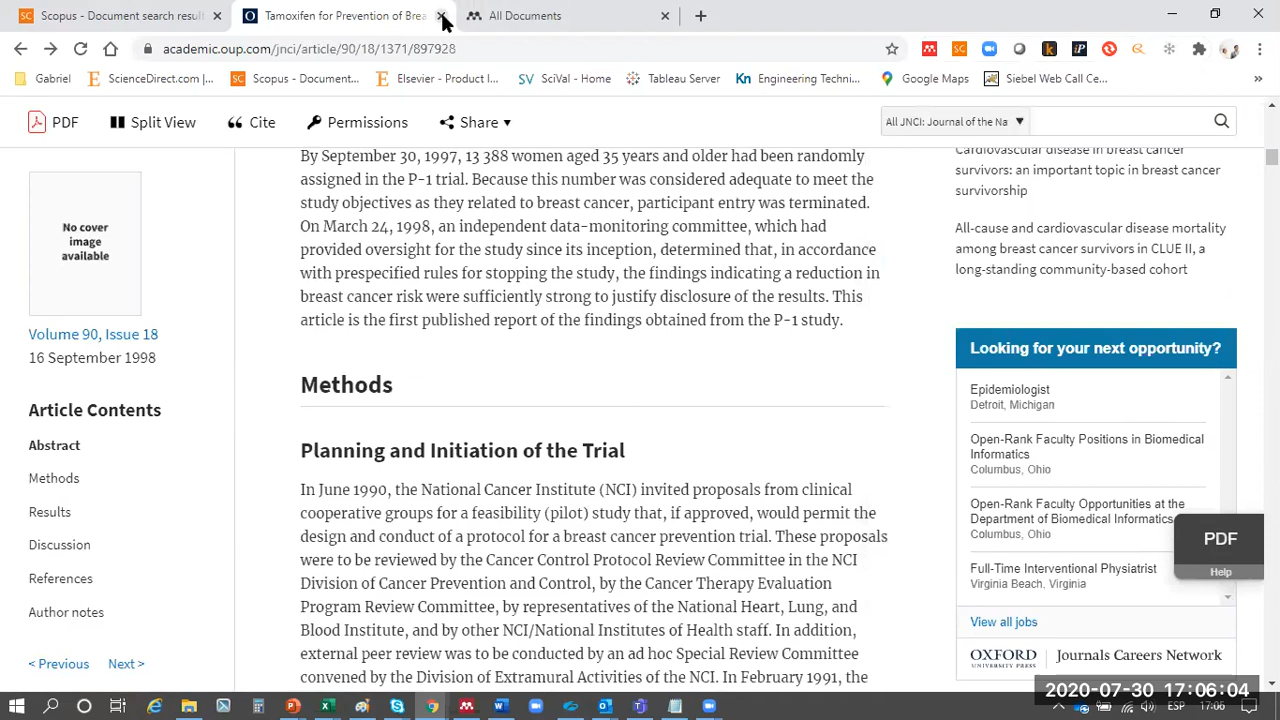 Scopus - Document search result
Tamoxifen for Prevention of Brea
All Documents
academic.oup.com/jnci/article/90/18/1371/897928
Gabriel
ScienceDirect.com |...
Scopus - Document...
Elsevier - Product I...
SciVal - Home
Tableau Server
Kn Engineering Techni...
Google Maps
Siebel Web Call Ce...
PDF
Split View
Cite
Permissions
Share
All JNCI: Journal of the Na
No cover
image
available
Volume 90, Issue 18
16 September 1998
Article Contents
Abstract
Methods
Results
Discussion
References
Author notes
< Previous Next >
By September 30, 1997, 13 388 women aged 35 years and older had been randomly
assigned in the P-1 trial. Because this number was considered adequate to meet the
study objectives as they related to breast cancer, participant entry was terminated.
On March 24, 1998, an independent data-monitoring committee, which had
provided oversight for the study since its inception, determined that, in accordance
with prespecified rules for stopping the study, the findings indicating a reduction in
breast cancer risk were sufficiently strong to justify disclosure of the results. This
article is the first published report of the findings obtained from the P-1 study.
Methods
Planning and Initiation of the Trial
In June 1990, the National Cancer Institute (NCI) invited proposals from clinical
cooperative groups for a feasibility (pilot) study that, if approved, would permit the
design and conduct of a protocol for a breast cancer prevention trial. These proposals
were to be reviewed by the Cancer Control Protocol Review Committee in the NCI
Division of Cancer Prevention and Control, by the Cancer Therapy Evaluation
Program Review Committee, by representatives of the National Heart, Lung, and
Blood Institute, and by other NCI/National Institutes of Health staff. In addition,
external peer review was to be conducted by an ad hoc Special Review Committee
convened by the Division of Extramural Activities of the NCI. In February 1991, the
Cardiovascular disease in breast cancer
survivors: an important topic in breast cancer
survivorship
All-cause and cardiovascular disease mortality
among breast cancer survivors in CLUE II, a
long-standing community-based cohort
Looking for your next opportunity?
Epidemiologist
Detroit, Michigan
Open-Rank Faculty Positions in Biomedical
Informatics
Columbus, Ohio
Open-Rank Faculty Opportunities at the
Department of Biomedical Informatics
Columbus, Ohio
Full-Time Interventional Physiatrist
Virginia Beach, Virginia
View all jobs
OXFORD
UNIVERSITY PRESS
Journals Careers Network
PDF
Help
2020-07-30 17:06:04
ESP 17:06